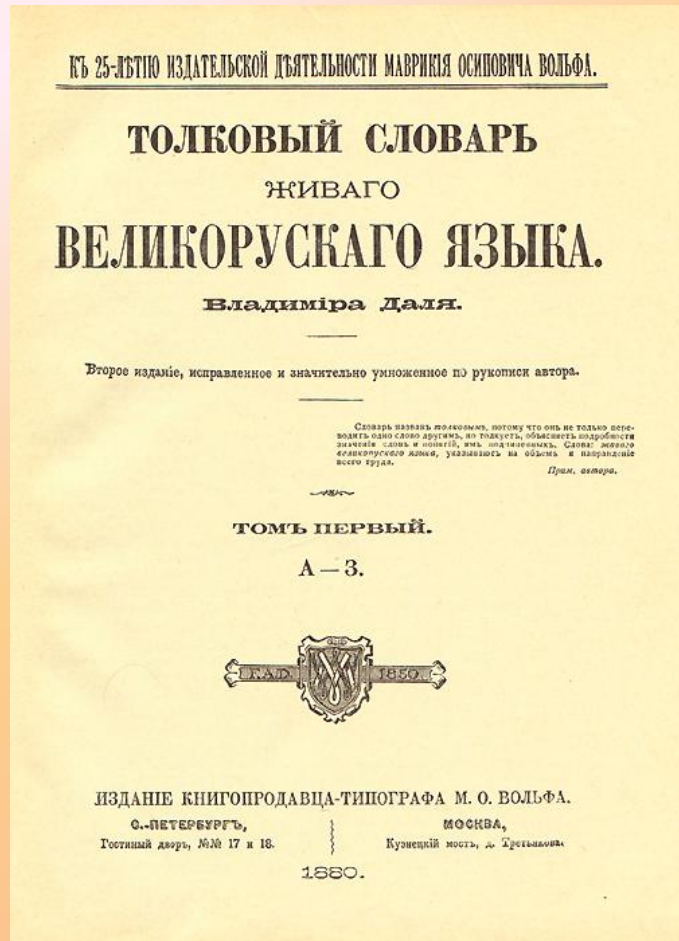 КЪ 25-ЛѢТІЮ ИЗДАТЕЛЬСКОЙ ДѢЯТЕЛЬНОСТИ МАВРИКІЯ ОСИПОВИЧА ВОЛЬФА.
ТОЛКОВЫЙ СЛОВАРЬ
ЖИВАГО
ВЕЛИКОРУСКАГО ЯЗЫКА.
Владиміра Даля.
Второе изданіе, исправленное и значительно умноженное по рукописи автора.
Словарь названъ толковымъ, потому что онъ не только пере-
водитъ одно слово другимъ, но толкуетъ, объясняетъ подробности
значенія словъ и понятій, имъ подчиненныхъ. Слова: живаго
великорускаго языка, указываютъ на объемъ и направленіе
всего труда.
Прим. автора.
ТОМЪ ПЕРВЫЙ.
А — З.
F.A.D. 1850.
ИЗДАНІЕ КНИГОПРОДАВЦА-ТИПОГРАФА М. О. ВОЛЬФА.
С.-ПЕТЕРБУРГЪ, МОСКВА,
Гостиный дворъ, №№ 17 и 18. Кузнецкій мостъ, д. Третьякова.
1880.